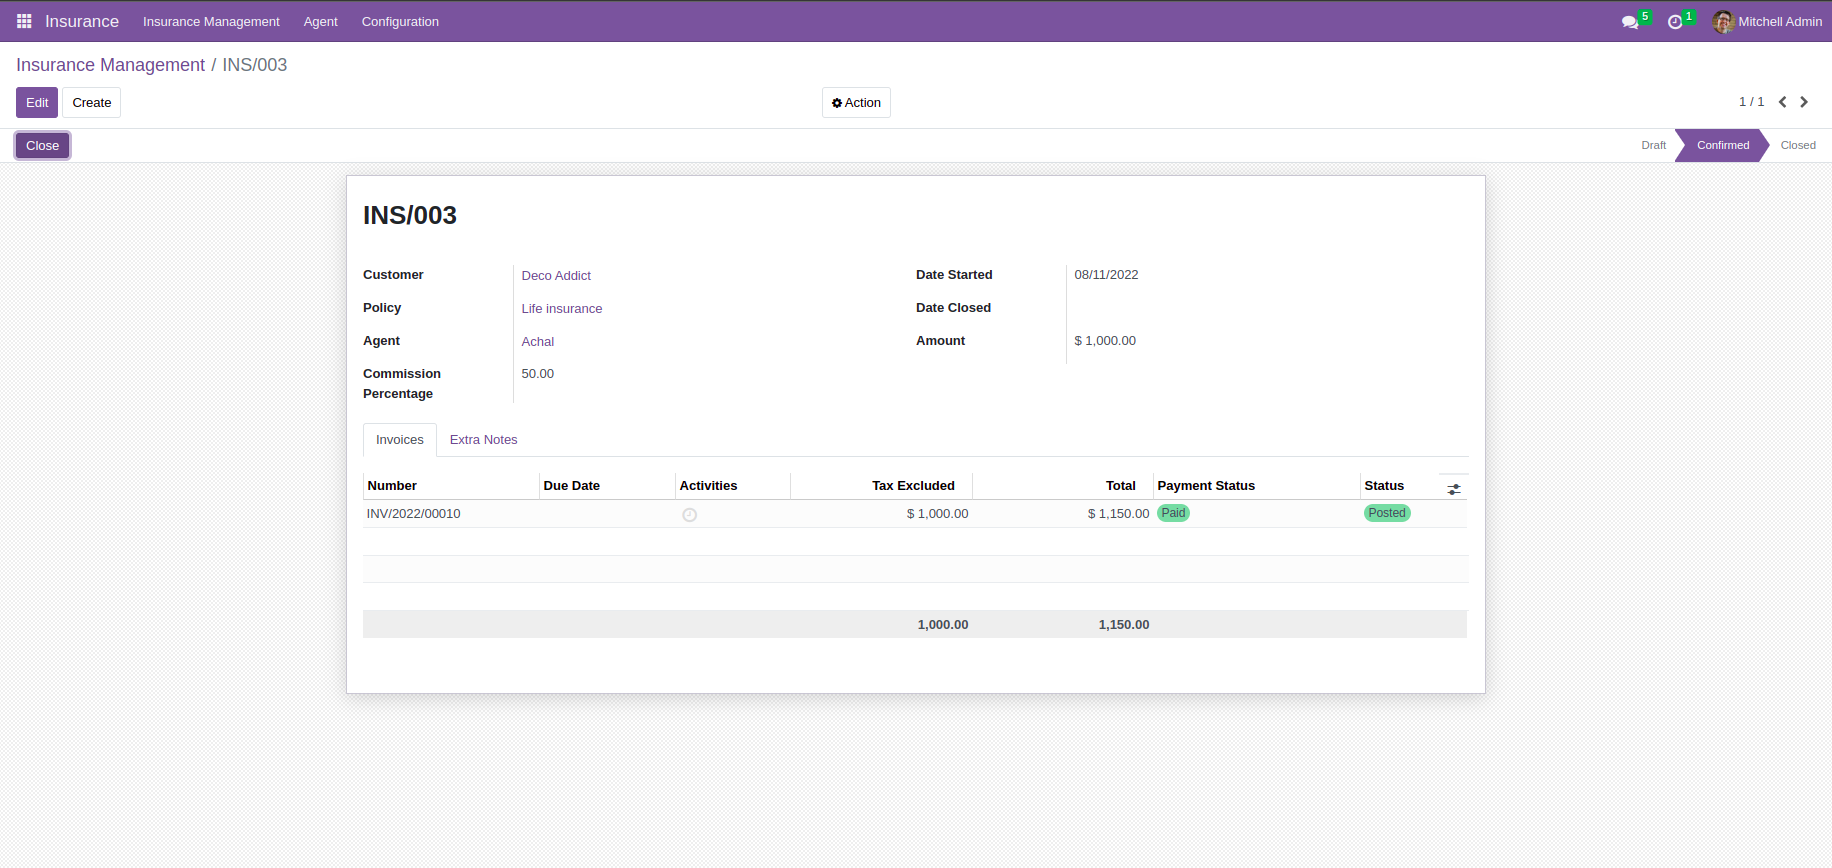 Insurance Insurance Management Agent Configuration 5 1 Mitchell Admin
Insurance Management / INS/003
Edit Create Action 1 / 1
Close Draft Confirmed Closed
INS/003
Customer Deco Addict Date Started 08/11/2022
Policy Life insurance Date Closed
Agent Achal Amount $ 1,000.00
Commission 50.00
Percentage
Invoices Extra Notes
Number Due Date Activities Tax Excluded Total Payment Status Status
INV/2022/00010 $ 1,000.00 $ 1,150.00 Paid Posted
1,000.00 1,150.00